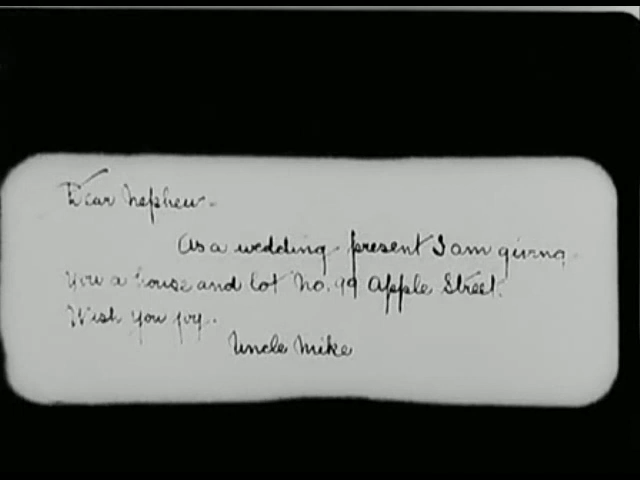 Dear Nephew -
As a wedding present I am giving
you a house and lot No. 99 Apple Street.
Wish you joy.
Uncle Mike